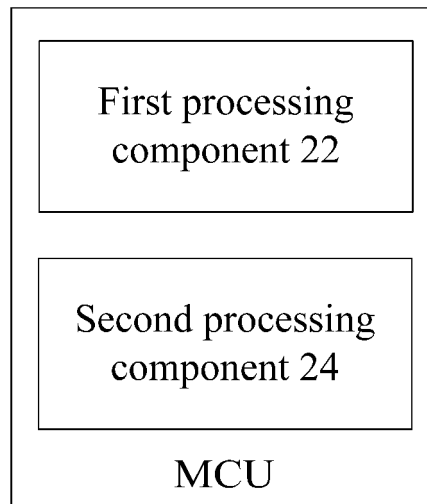 First processing
component 22
Second processing
component 24
MCU